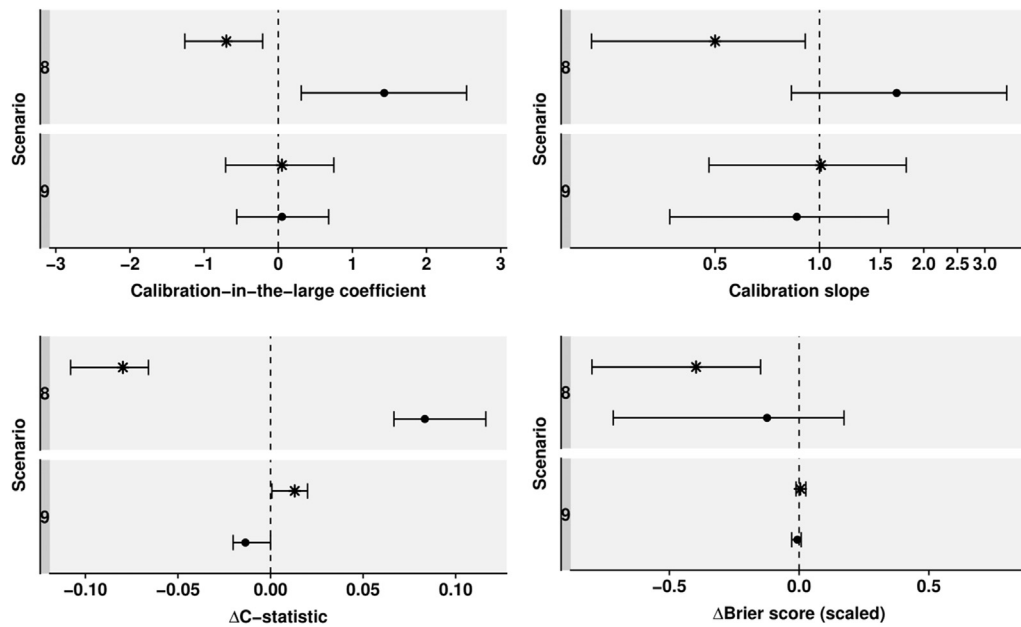 Scenario
8
9
−3 −2 −1 0 1 2 3
Calibration−in−the−large coefficient
Scenario
8
9
0.5 1.0 1.5 2.0 2.5 3.0
Calibration slope
Scenario
8
9
−0.10 −0.05 0.00 0.05 0.10
ΔC−statistic
Scenario
8
9
−0.5 0.0 0.5
ΔBrier score (scaled)